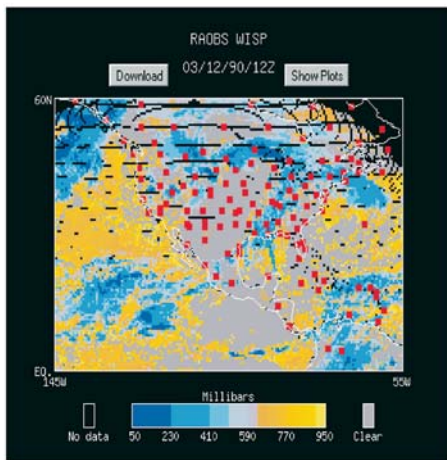 RAOBS WISP
Download 03/12/90/12Z Show Plots
60N
EQ.
145W 55W
Millibars
No data 50 230 410 590 770 950 Clear